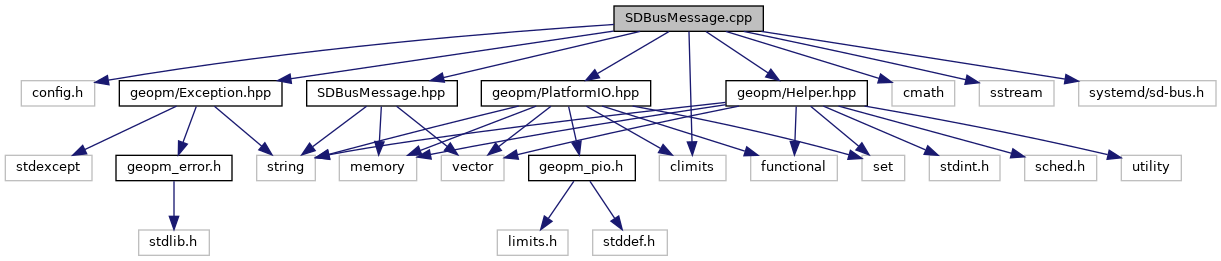 SDBusMessage.cpp
config.h
geopm/Exception.hpp
SDBusMessage.hpp
geopm/PlatformIO.hpp
geopm/Helper.hpp
cmath
sstream
systemd/sd-bus.h
stdexcept
geopm_error.h
string
memory
vector
geopm_pio.h
climits
functional
set
stdint.h
sched.h
utility
stdlib.h
limits.h
stddef.h